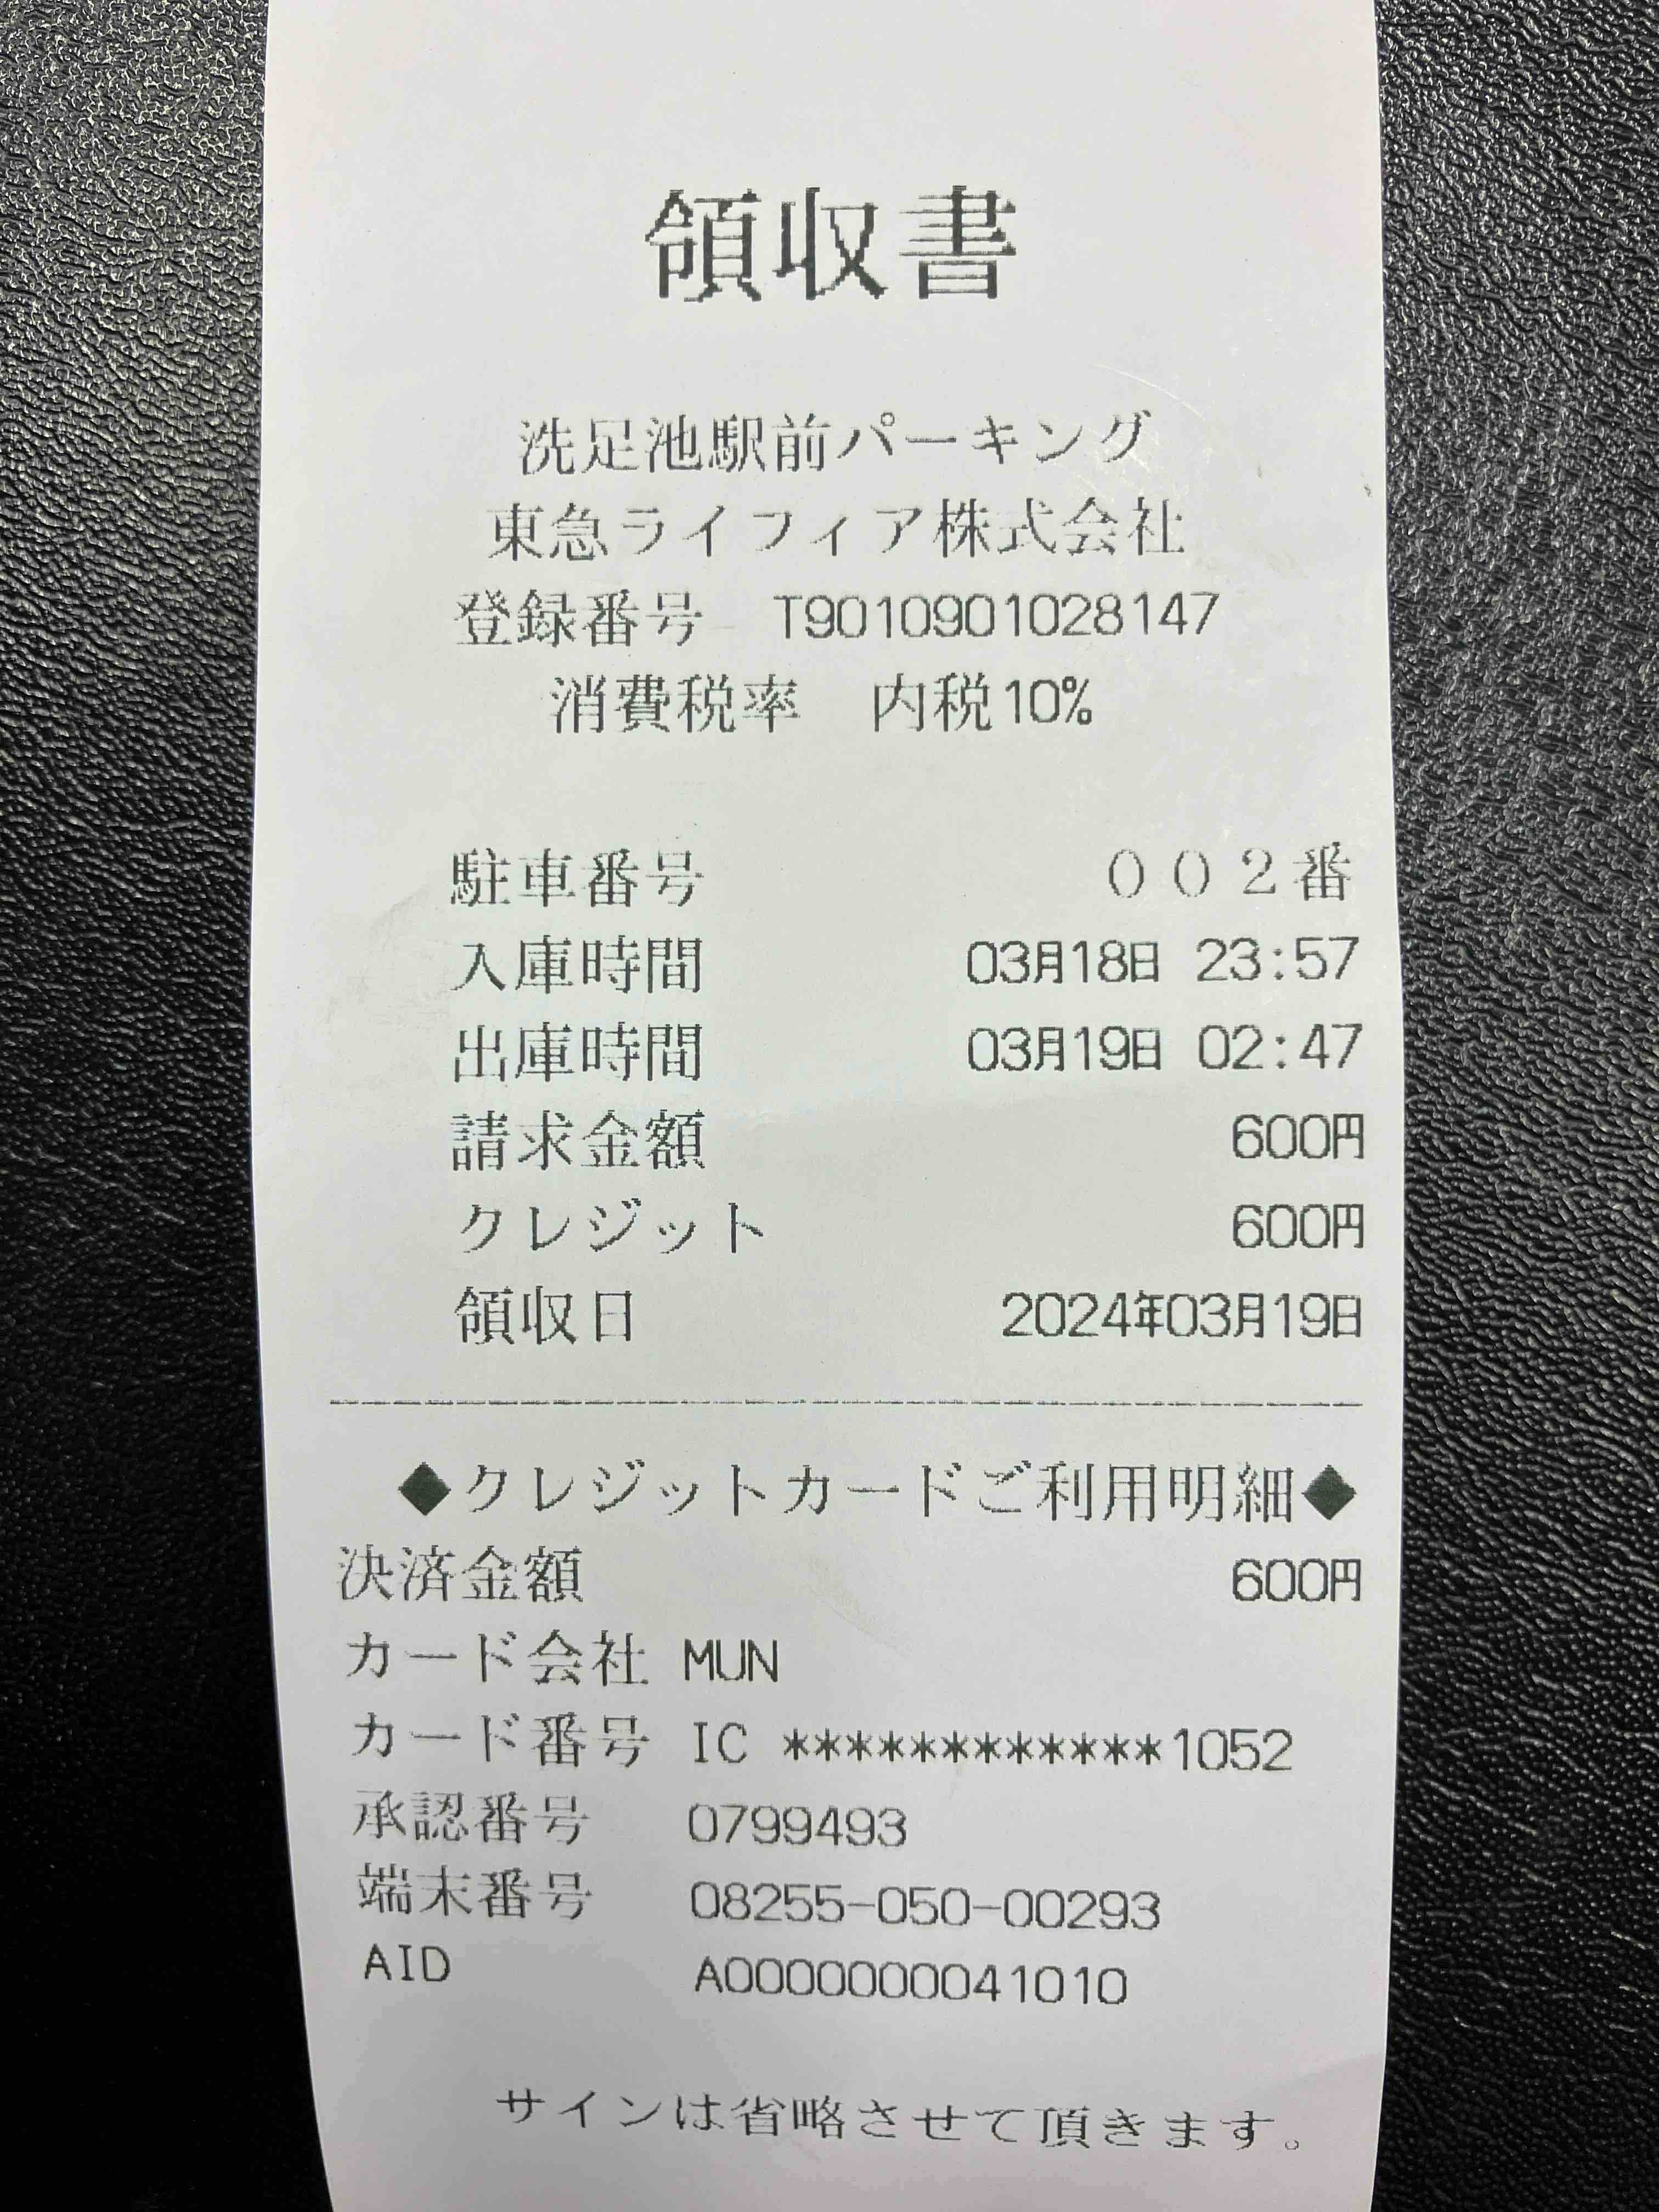 領収書
洗足池駅前パーキング
東急ライフィア株式会社
登録番号 T9010901028147
消費税率 内税10%
駐車番号 002番
入庫時間 03月18日 23:57
出庫時間 03月19日 02:47
請求金額 600円
クレジット 600円
領収日 2024年03月19日
◆クレジットカードご利用明細◆
決済金額 600円
カード会社 MUN
カード番号 IC ************1052
承認番号 0799493
端末番号 08255-050-00293
AID A0000000041010
サインは省略させて頂きます。